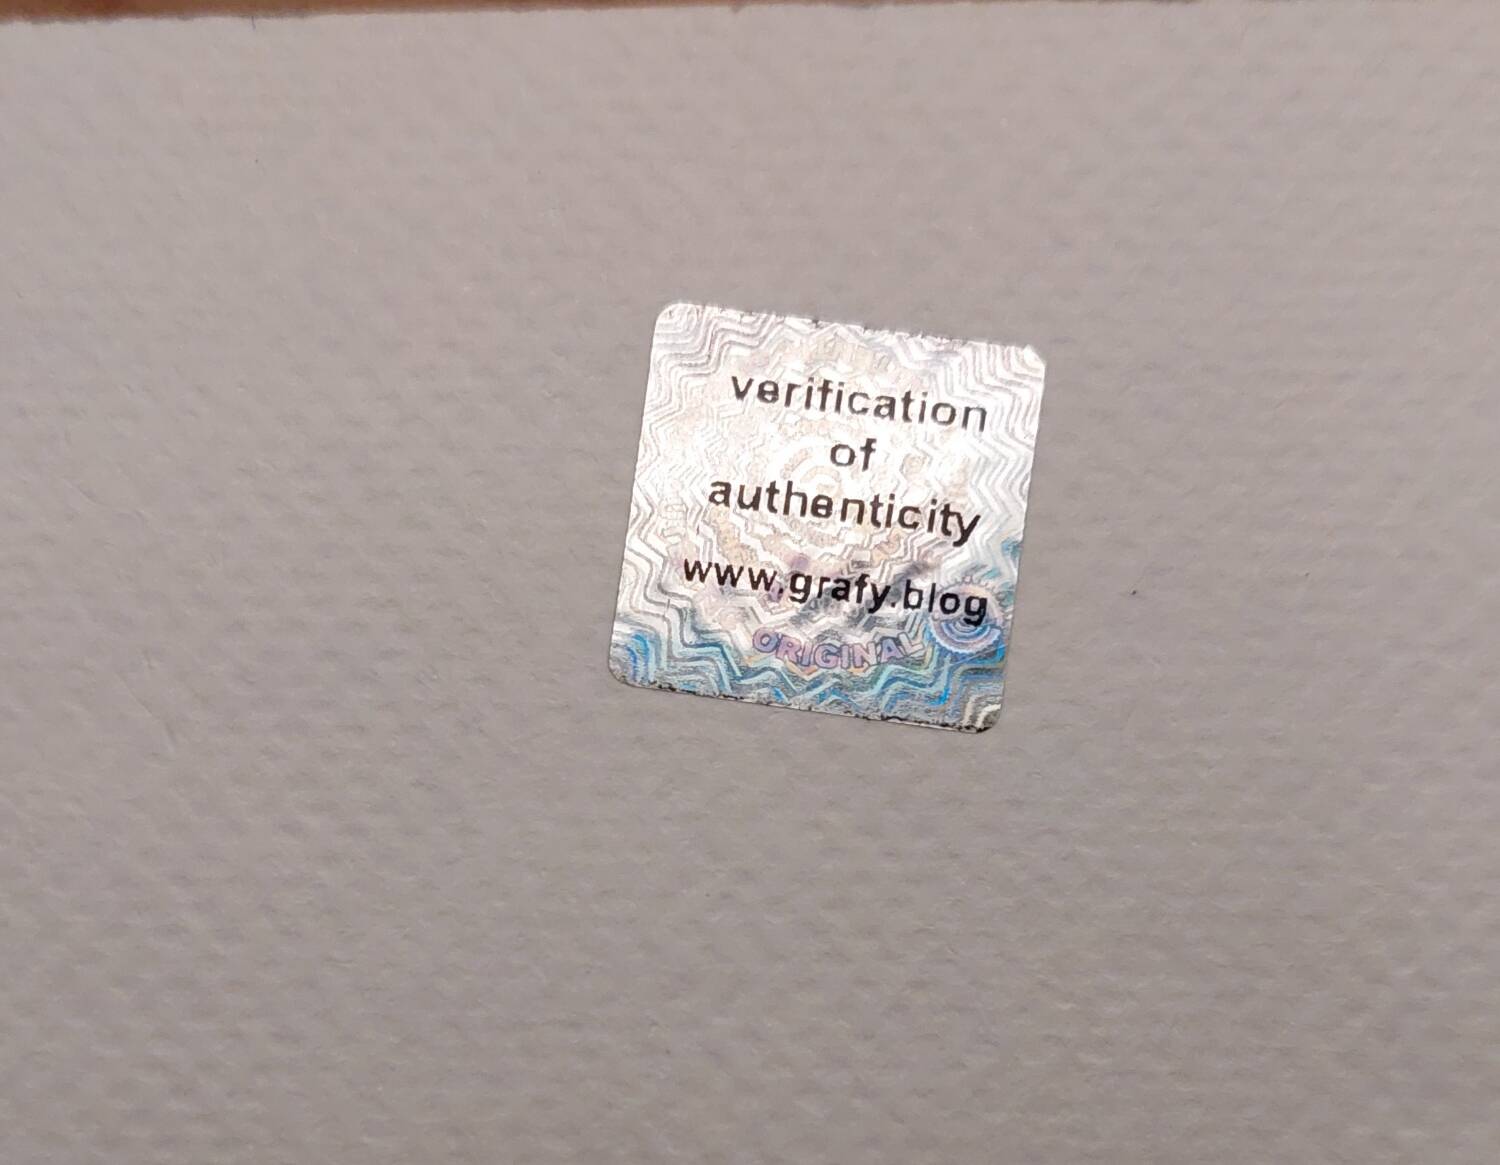 verification
of
authenticity
www.grafy.blog
ORIGINAL